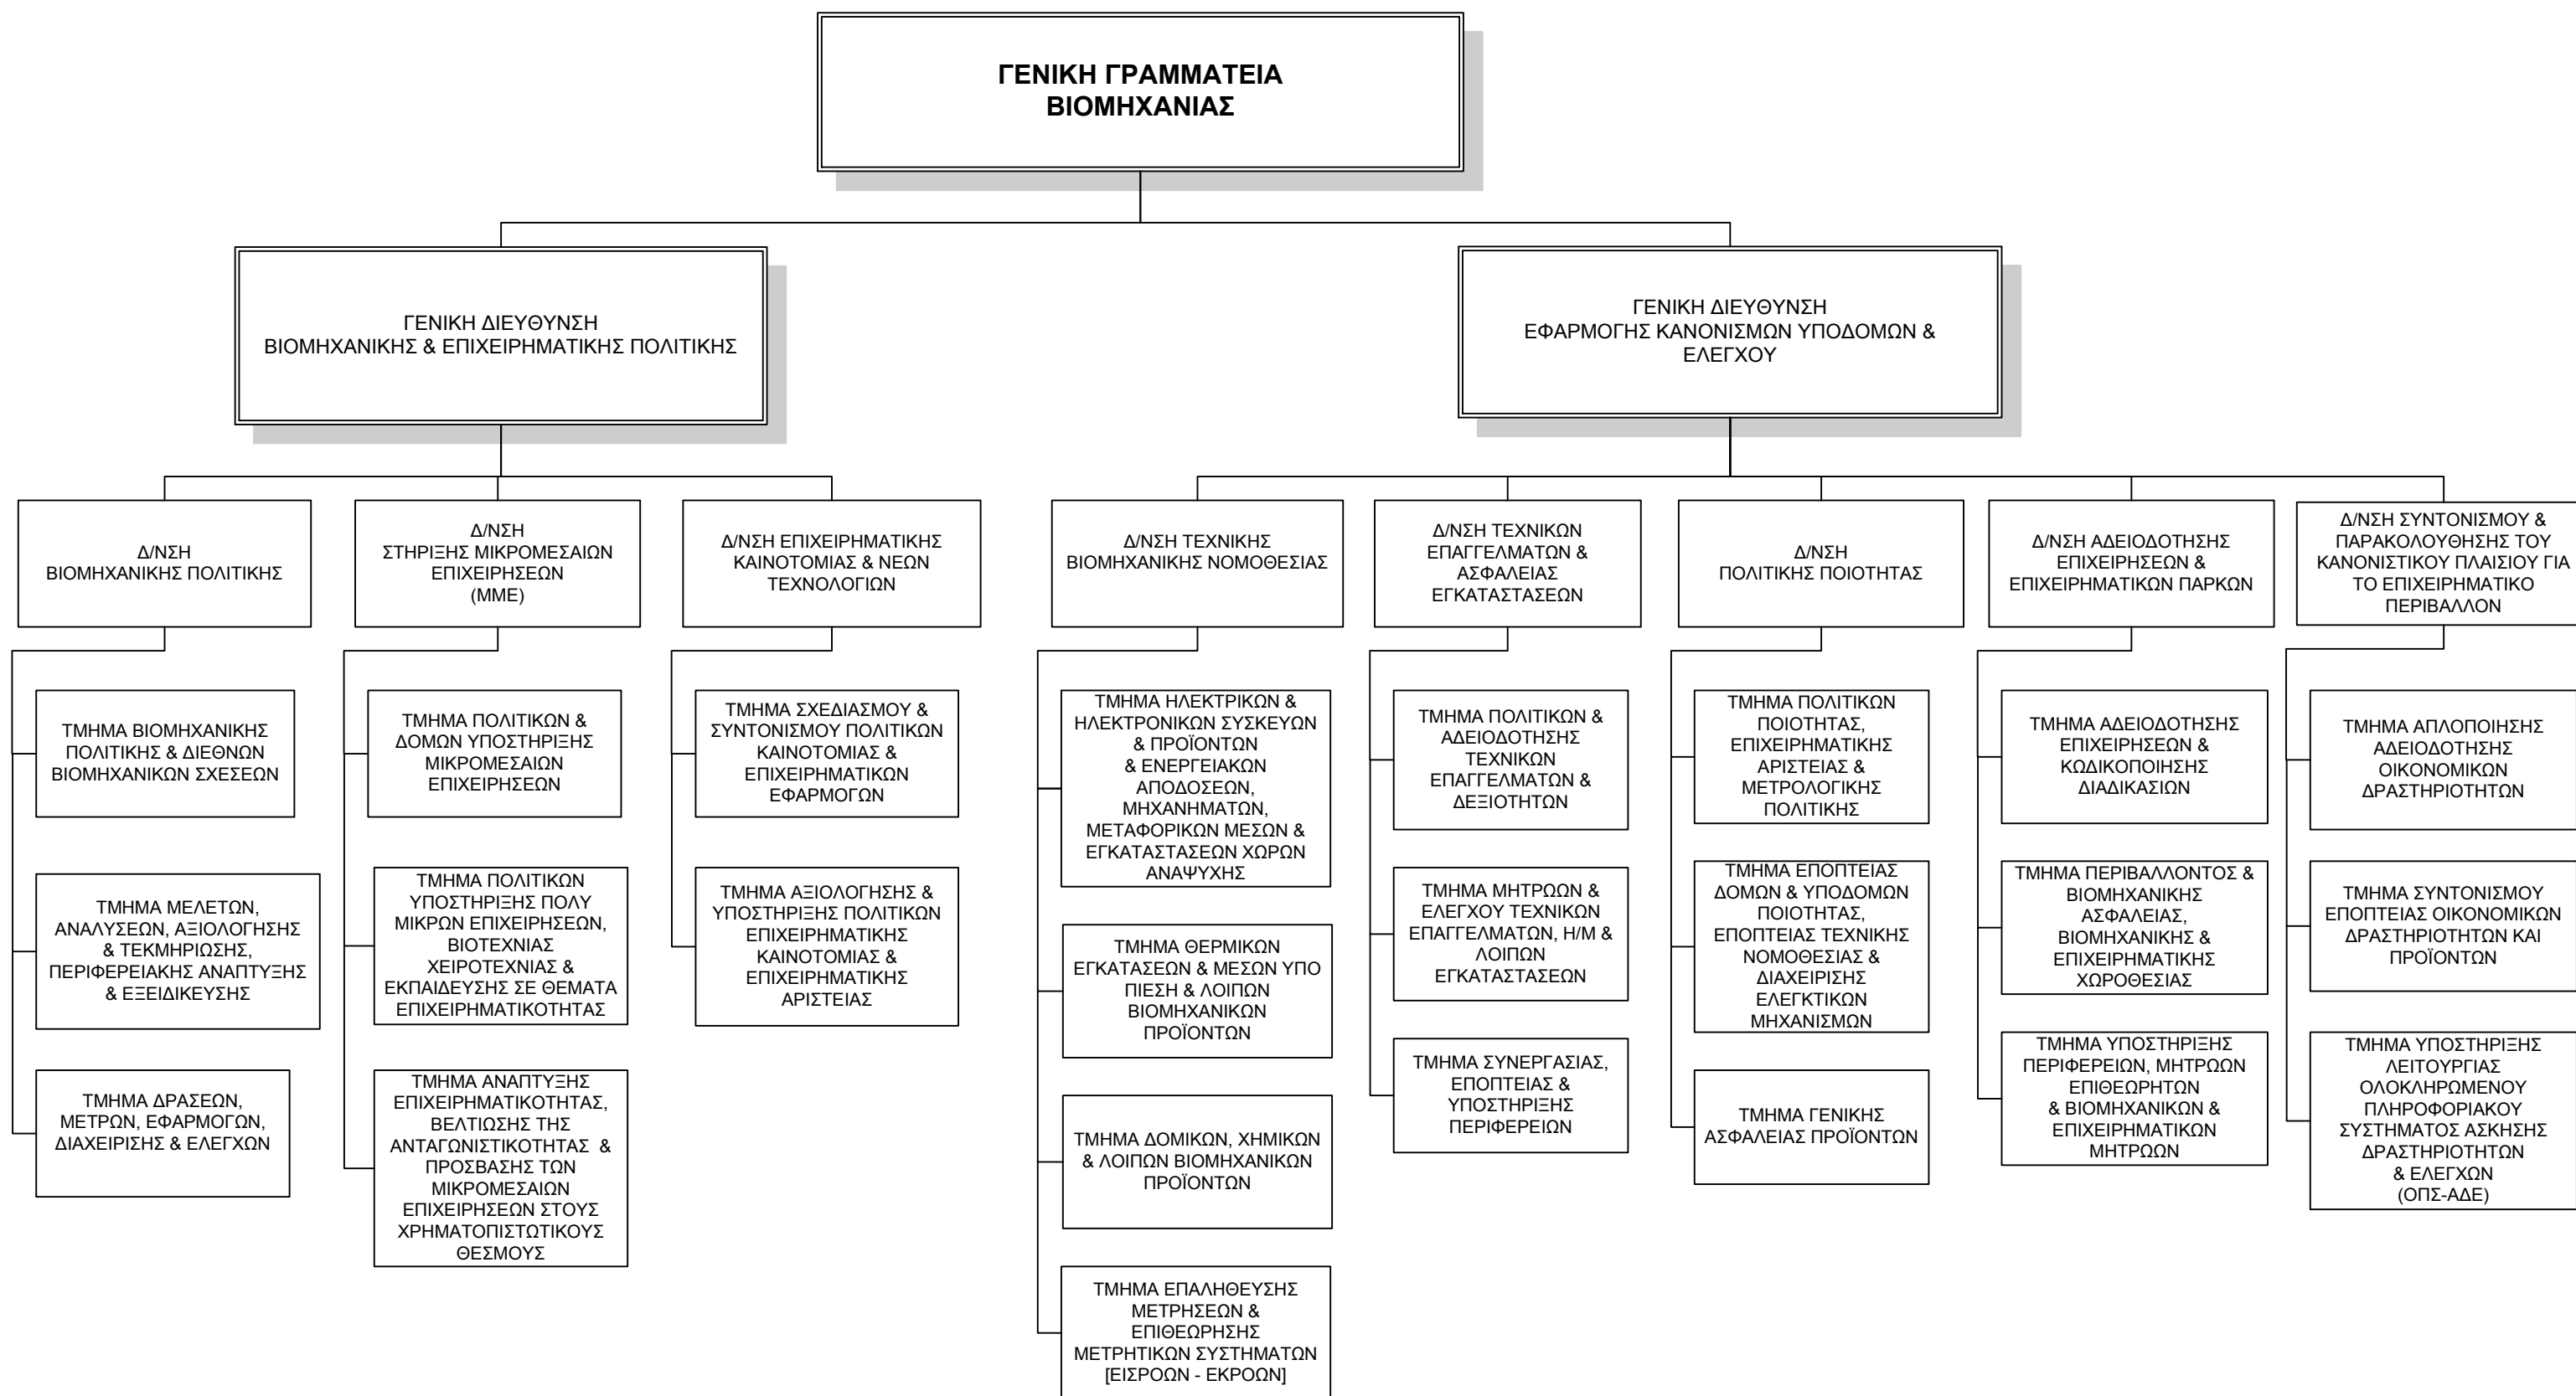 ΓΕΝΙΚΗ ΓΡΑΜΜΑΤΕΙΑ
ΒΙΟΜΗΧΑΝΙΑΣ
ΓΕΝΙΚΗ ΔΙΕΥΘΥΝΣΗ
ΒΙΟΜΗΧΑΝΙΚΗΣ & ΕΠΙΧΕΙΡΗΜΑΤΙΚΗΣ ΠΟΛΙΤΙΚΗΣ
ΓΕΝΙΚΗ ΔΙΕΥΘΥΝΣΗ
ΕΦΑΡΜΟΓΗΣ ΚΑΝΟΝΙΣΜΩΝ ΥΠΟΔΟΜΩΝ &
ΕΛΕΓΧΟΥ
Δ/ΝΣΗ
ΒΙΟΜΗΧΑΝΙΚΗΣ ΠΟΛΙΤΙΚΗΣ
Δ/ΝΣΗ
ΣΤΗΡΙΞΗΣ ΜΙΚΡΟΜΕΣΑΙΩΝ
ΕΠΙΧΕΙΡΗΣΕΩΝ
(ΜΜΕ)
Δ/ΝΣΗ ΕΠΙΧΕΙΡΗΜΑΤΙΚΗΣ
ΚΑΙΝΟΤΟΜΙΑΣ & ΝΕΩΝ
ΤΕΧΝΟΛΟΓΙΩΝ
Δ/ΝΣΗ ΤΕΧΝΙΚΗΣ
ΒΙΟΜΗΧΑΝΙΚΗΣ ΝΟΜΟΘΕΣΙΑΣ
Δ/ΝΣΗ ΤΕΧΝΙΚΩΝ
ΕΠΑΓΓΕΛΜΑΤΩΝ &
ΑΣΦΑΛΕΙΑΣ
ΕΓΚΑΤΑΣΤΑΣΕΩΝ
Δ/ΝΣΗ
ΠΟΛΙΤΙΚΗΣ ΠΟΙΟΤΗΤΑΣ
Δ/ΝΣΗ ΑΔΕΙΟΔΟΤΗΣΗΣ
ΕΠΙΧΕΙΡΗΣΕΩΝ &
ΕΠΙΧΕΙΡΗΜΑΤΙΚΩΝ ΠΑΡΚΩΝ
Δ/ΝΣΗ ΣΥΝΤΟΝΙΣΜΟΥ &
ΠΑΡΑΚΟΛΟΥΘΗΣΗΣ ΤΟΥ
ΚΑΝΟΝΙΣΤΙΚΟΥ ΠΛΑΙΣΙΟΥ ΓΙΑ
ΤΟ ΕΠΙΧΕΙΡΗΜΑΤΙΚΟ
ΠΕΡΙΒΑΛΛΟΝ
ΤΜΗΜΑ ΒΙΟΜΗΧΑΝΙΚΗΣ
ΠΟΛΙΤΙΚΗΣ & ΔΙΕΘΝΩΝ
ΒΙΟΜΗΧΑΝΙΚΩΝ ΣΧΕΣΕΩΝ
ΤΜΗΜΑ ΜΕΛΕΤΩΝ,
ΑΝΑΛΥΣΕΩΝ, ΑΞΙΟΛΟΓΗΣΗΣ
& ΤΕΚΜΗΡΙΩΣΗΣ,
ΠΕΡΙΦΕΡΕΙΑΚΗΣ ΑΝΑΠΤΥΞΗΣ
& ΕΞΕΙΔΙΚΕΥΣΗΣ
ΤΜΗΜΑ ΔΡΑΣΕΩΝ,
ΜΕΤΡΩΝ, ΕΦΑΡΜΟΓΩΝ,
ΔΙΑΧΕΙΡΙΣΗΣ & ΕΛΕΓΧΩΝ
ΤΜΗΜΑ ΠΟΛΙΤΙΚΩΝ &
ΔΟΜΩΝ ΥΠΟΣΤΗΡΙΞΗΣ
ΜΙΚΡΟΜΕΣΑΙΩΝ
ΕΠΙΧΕΙΡΗΣΕΩΝ
ΤΜΗΜΑ ΠΟΛΙΤΙΚΩΝ
ΥΠΟΣΤΗΡΙΞΗΣ ΠΟΛΥ
ΜΙΚΡΩΝ ΕΠΙΧΕΙΡΗΣΕΩΝ,
ΒΙΟΤΕΧΝΙΑΣ
ΧΕΙΡΟΤΕΧΝΙΑΣ &
ΕΚΠΑΙΔΕΥΣΗΣ ΣΕ ΘΕΜΑΤΑ
ΕΠΙΧΕΙΡΗΜΑΤΙΚΟΤΗΤΑΣ
ΤΜΗΜΑ ΑΝΑΠΤΥΞΗΣ
ΕΠΙΧΕΙΡΗΜΑΤΙΚΟΤΗΤΑΣ,
ΒΕΛΤΙΩΣΗΣ ΤΗΣ
ΑΝΤΑΓΩΝΙΣΤΙΚΟΤΗΤΑΣ &
ΠΡΟΣΒΑΣΗΣ ΤΩΝ
ΜΙΚΡΟΜΕΣΑΙΩΝ
ΕΠΙΧΕΙΡΗΣΕΩΝ ΣΤΟΥΣ
ΧΡΗΜΑΤΟΠΙΣΤΩΤΙΚΟΥΣ
ΘΕΣΜΟΥΣ
ΤΜΗΜΑ ΣΧΕΔΙΑΣΜΟΥ &
ΣΥΝΤΟΝΙΣΜΟΥ ΠΟΛΙΤΙΚΩΝ
ΚΑΙΝΟΤΟΜΙΑΣ &
ΕΠΙΧΕΙΡΗΜΑΤΙΚΩΝ
ΕΦΑΡΜΟΓΩΝ
ΤΜΗΜΑ ΑΞΙΟΛΟΓΗΣΗΣ &
ΥΠΟΣΤΗΡΙΞΗΣ ΠΟΛΙΤΙΚΩΝ
ΕΠΙΧΕΙΡΗΜΑΤΙΚΗΣ
ΚΑΙΝΟΤΟΜΙΑΣ &
ΕΠΙΧΕΙΡΗΜΑΤΙΚΗΣ
ΑΡΙΣΤΕΙΑΣ
ΤΜΗΜΑ ΗΛΕΚΤΡΙΚΩΝ &
ΗΛΕΚΤΡΟΝΙΚΩΝ ΣΥΣΚΕΥΩΝ
& ΠΡΟΪΟΝΤΩΝ
& ΕΝΕΡΓΕΙΑΚΩΝ
ΑΠΟΔΟΣΕΩΝ,
ΜΗΧΑΝΗΜΑΤΩΝ,
ΜΕΤΑΦΟΡΙΚΩΝ ΜΕΣΩΝ &
ΕΓΚΑΤΑΣΤΑΣΕΩΝ ΧΩΡΩΝ
ΑΝΑΨΥΧΗΣ
ΤΜΗΜΑ ΘΕΡΜΙΚΩΝ
ΕΓΚΑΤΑΣΕΩΝ & ΜΕΣΩΝ ΥΠΟ
ΠΙΕΣΗ & ΛΟΙΠΩΝ
ΒΙΟΜΗΧΑΝΙΚΩΝ
ΠΡΟΪΟΝΤΩΝ
ΤΜΗΜΑ ΔΟΜΙΚΩΝ, ΧΗΜΙΚΩΝ
& ΛΟΙΠΩΝ ΒΙΟΜΗΧΑΝΙΚΩΝ
ΠΡΟΪΟΝΤΩΝ
ΤΜΗΜΑ ΕΠΑΛΗΘΕΥΣΗΣ
ΜΕΤΡΗΣΕΩΝ &
ΕΠΙΘΕΩΡΗΣΗΣ
ΜΕΤΡΗΤΙΚΩΝ ΣΥΣΤΗΜΑΤΩΝ
[ΕΙΣΡΟΩΝ - ΕΚΡΟΩΝ]
ΤΜΗΜΑ ΠΟΛΙΤΙΚΩΝ &
ΑΔΕΙΟΔΟΤΗΣΗΣ
ΤΕΧΝΙΚΩΝ
ΕΠΑΓΓΕΛΜΑΤΩΝ &
ΔΕΞΙΟΤΗΤΩΝ
ΤΜΗΜΑ ΜΗΤΡΩΩΝ &
ΕΛΕΓΧΟΥ ΤΕΧΝΙΚΩΝ
ΕΠΑΓΓΕΛΜΑΤΩΝ, Η/Μ &
ΛΟΙΠΩΝ
ΕΓΚΑΤΑΣΤΑΣΕΩΝ
ΤΜΗΜΑ ΣΥΝΕΡΓΑΣΙΑΣ,
ΕΠΟΠΤΕΙΑΣ &
ΥΠΟΣΤΗΡΙΞΗΣ
ΠΕΡΙΦΕΡΕΙΩΝ
ΤΜΗΜΑ ΠΟΛΙΤΙΚΩΝ
ΠΟΙΟΤΗΤΑΣ,
ΕΠΙΧΕΙΡΗΜΑΤΙΚΗΣ
ΑΡΙΣΤΕΙΑΣ &
ΜΕΤΡΟΛΟΓΙΚΗΣ
ΠΟΛΙΤΙΚΗΣ
ΤΜΗΜΑ ΕΠΟΠΤΕΙΑΣ
ΔΟΜΩΝ & ΥΠΟΔΟΜΩΝ
ΠΟΙΟΤΗΤΑΣ,
ΕΠΟΠΤΕΙΑΣ ΤΕΧΝΙΚΗΣ
ΝΟΜΟΘΕΣΙΑΣ &
ΔΙΑΧΕΙΡΙΣΗΣ
ΕΛΕΓΚΤΙΚΩΝ
ΜΗΧΑΝΙΣΜΩΝ
ΤΜΗΜΑ ΓΕΝΙΚΗΣ
ΑΣΦΑΛΕΙΑΣ ΠΡΟΪΟΝΤΩΝ
ΤΜΗΜΑ ΑΔΕΙΟΔΟΤΗΣΗΣ
ΕΠΙΧΕΙΡΗΣΕΩΝ &
ΚΩΔΙΚΟΠΟΙΗΣΗΣ
ΔΙΑΔΙΚΑΣΙΩΝ
ΤΜΗΜΑ ΠΕΡΙΒΑΛΛΟΝΤΟΣ &
ΒΙΟΜΗΧΑΝΙΚΗΣ
ΑΣΦΑΛΕΙΑΣ,
ΒΙΟΜΗΧΑΝΙΚΗΣ &
ΕΠΙΧΕΙΡΗΜΑΤΙΚΗΣ
ΧΩΡΟΘΕΣΙΑΣ
ΤΜΗΜΑ ΥΠΟΣΤΗΡΙΞΗΣ
ΠΕΡΙΦΕΡΕΙΩΝ, ΜΗΤΡΩΩΝ
ΕΠΙΘΕΩΡΗΤΩΝ
& ΒΙΟΜΗΧΑΝΙΚΩΝ &
ΕΠΙΧΕΙΡΗΜΑΤΙΚΩΝ
ΜΗΤΡΩΩΝ
ΤΜΗΜΑ ΑΠΛΟΠΟΙΗΣΗΣ
ΑΔΕΙΟΔΟΤΗΣΗΣ
ΟΙΚΟΝΟΜΙΚΩΝ
ΔΡΑΣΤΗΡΙΟΤΗΤΩΝ
ΤΜΗΜΑ ΣΥΝΤΟΝΙΣΜΟΥ
ΕΠΟΠΤΕΙΑΣ ΟΙΚΟΝΟΜΙΚΩΝ
ΔΡΑΣΤΗΡΙΟΤΗΤΩΝ ΚΑΙ
ΠΡΟΪΟΝΤΩΝ
ΤΜΗΜΑ ΥΠΟΣΤΗΡΙΞΗΣ
ΛΕΙΤΟΥΡΓΙΑΣ
ΟΛΟΚΛΗΡΩΜΕΝΟΥ
ΠΛΗΡΟΦΟΡΙΑΚΟΥ
ΣΥΣΤΗΜΑΤΟΣ ΑΣΚΗΣΗΣ
ΔΡΑΣΤΗΡΙΟΤΗΤΩΝ
& ΕΛΕΓΧΩΝ
(ΟΠΣ-ΑΔΕ)